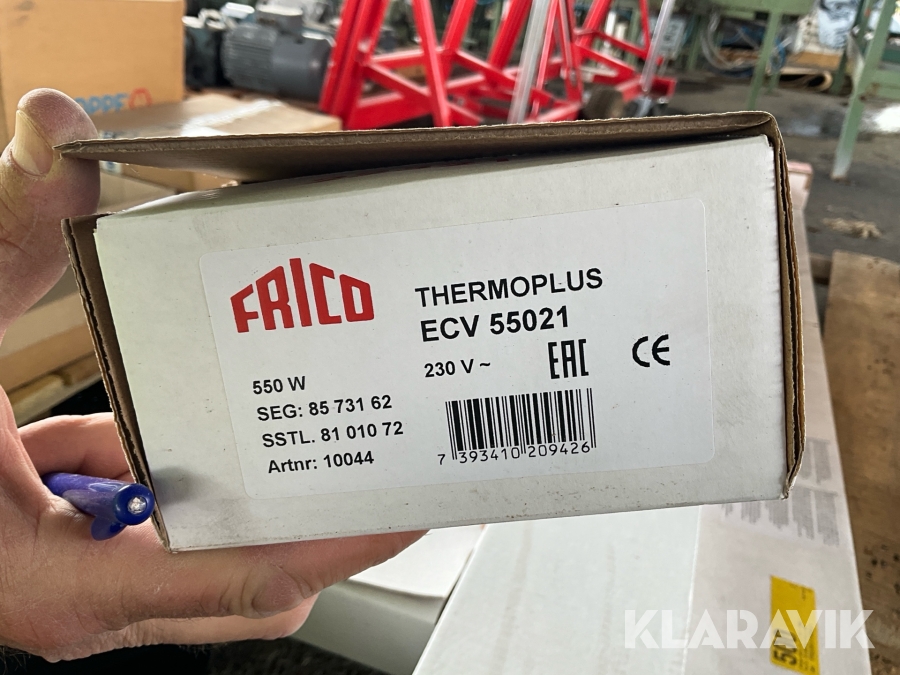 FRICO
THERMOPLUS
ECV 55021
230 V ~ EAC CE
550 W
SEG: 85 731 62
SSTL. 81 010 72
Artnr: 10044
7 393410 209426
KLARAVIK